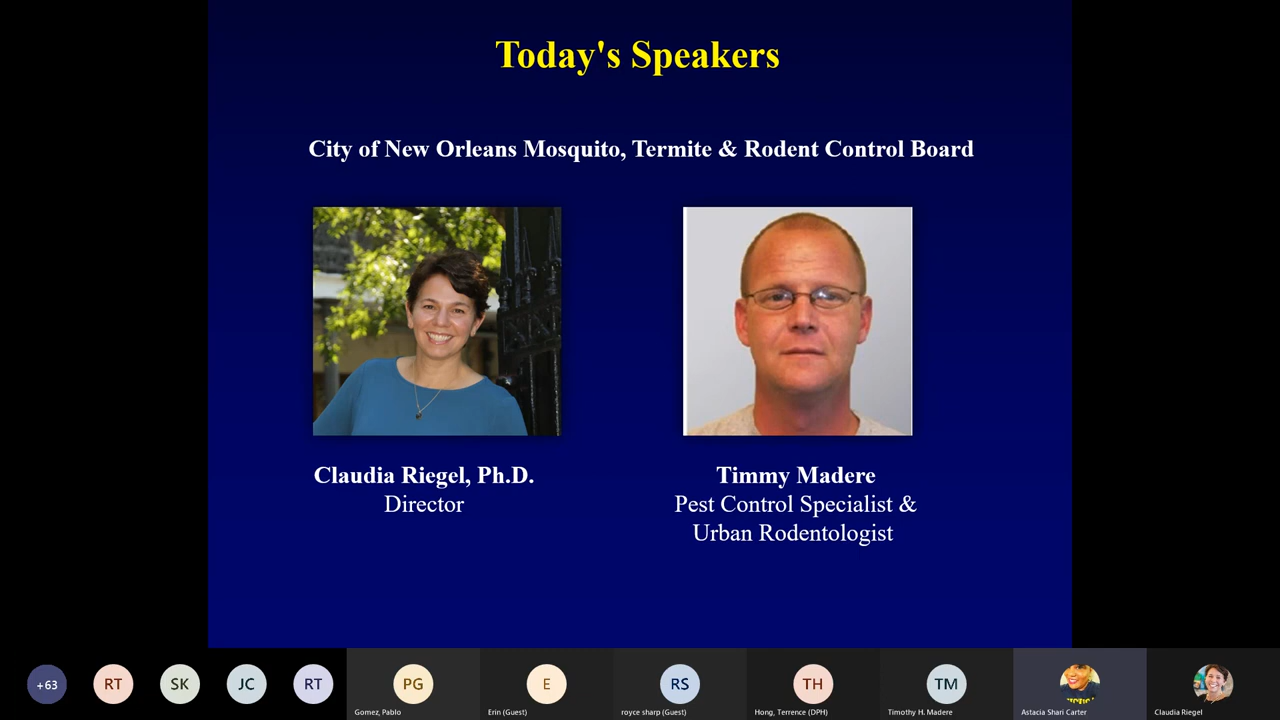 Today's Speakers
City of New Orleans Mosquito, Termite & Rodent Control Board
Claudia Riegel, Ph.D.
Director
Timmy Madere
Pest Control Specialist &
Urban Rodentologist
+63
RT
SK
JC
RT
PG
E
RS
TH
TM
Gomez, Pablo
Erin (Guest)
royce sharp (Guest)
Hong, Terrence (DPH)
Timothy H. Madere
Astacia Shari Carter
Claudia Riegel